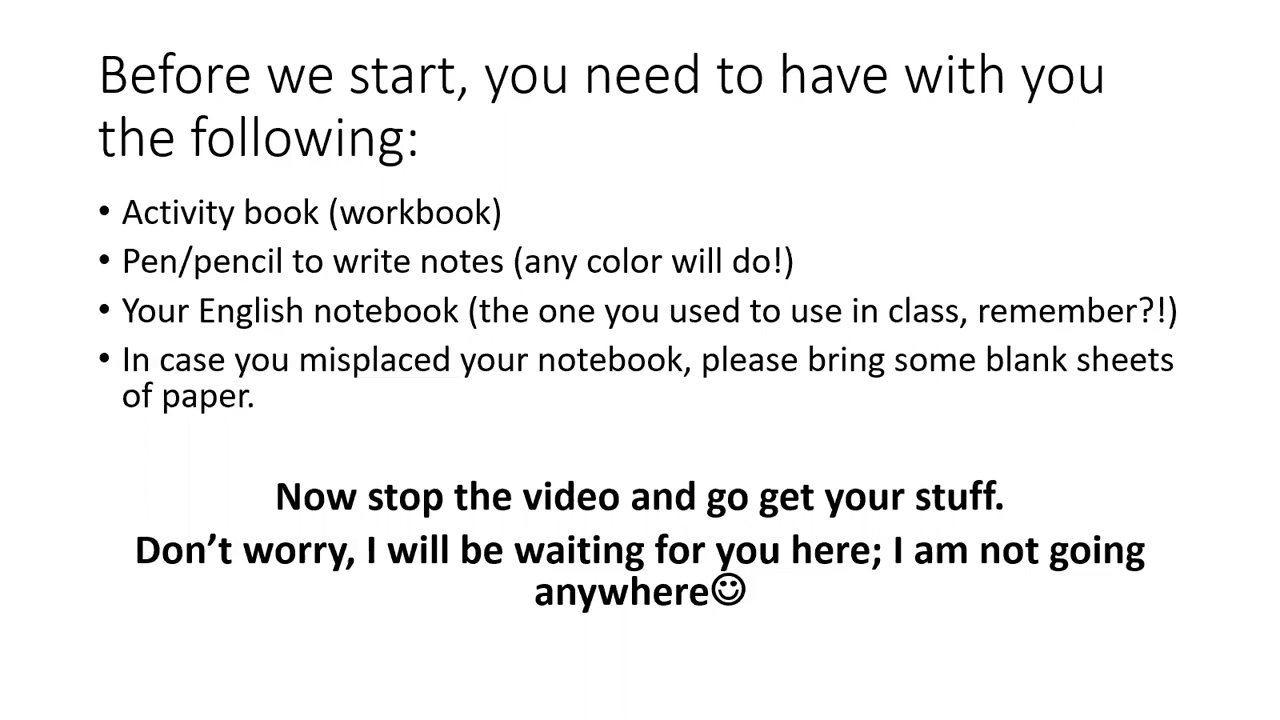 Before we start, you need to have with you
the following:
• Activity book (workbook)
• Pen/pencil to write notes (any color will do!)
• Your English notebook (the one you used to use in class, remember?!)
• In case you misplaced your notebook, please bring some blank sheets
of paper.
Now stop the video and go get your stuff.
Don’t worry, I will be waiting for you here; I am not going
anywhere☺